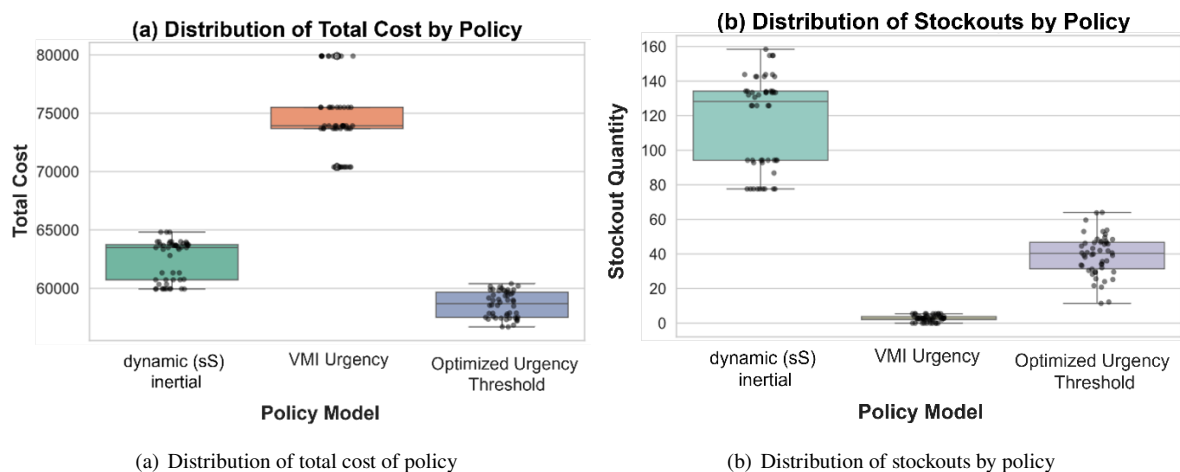 (a) Distribution of Total Cost by Policy
80000
75000
70000
65000
60000
Total Cost
dynamic (sS)
inertial
VMI Urgency
Optimized Urgency
Threshold
Policy Model
(a) Distribution of total cost of policy
(b) Distribution of Stockouts by Policy
160
140
120
100
80
60
40
20
0
Stockout Quantity
dynamic (sS)
inertial
VMI Urgency
Optimized Urgency
Threshold
Policy Model
(b) Distribution of stockouts by policy